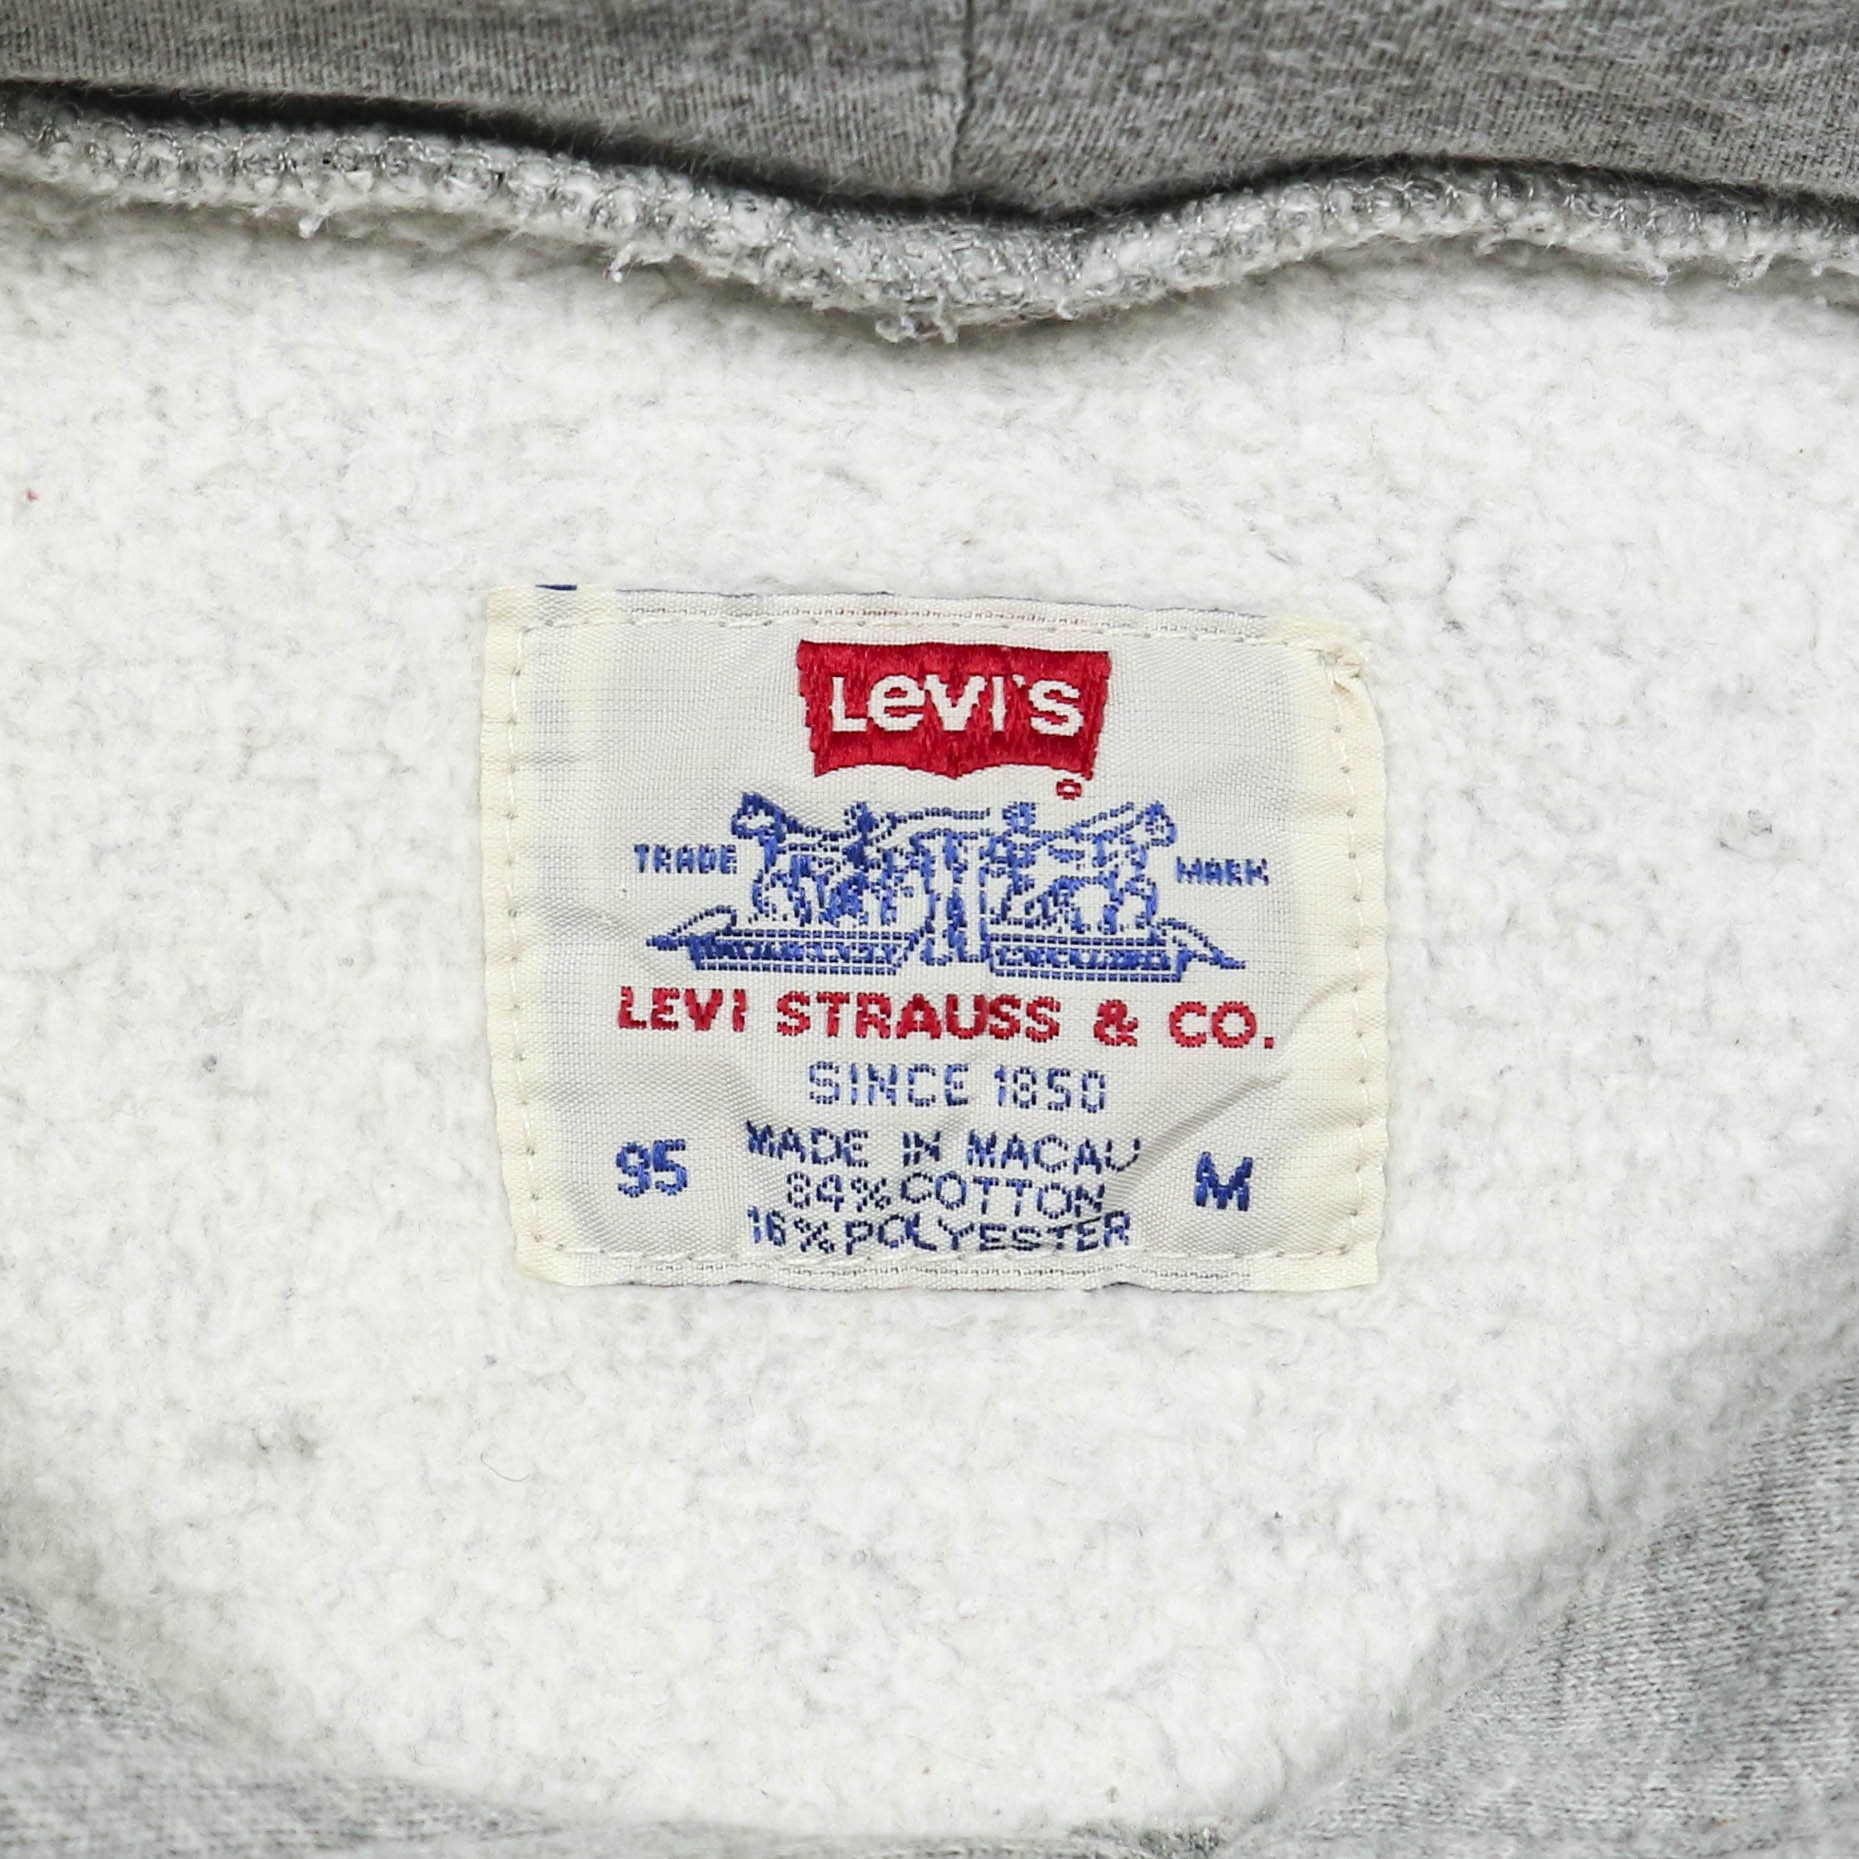 LEVI'S
TRADE MARK
LEVI STRAUSS & CO.
SINCE 1850
95
MADE IN MACAU
84% COTTON
16% POLYESTER
M